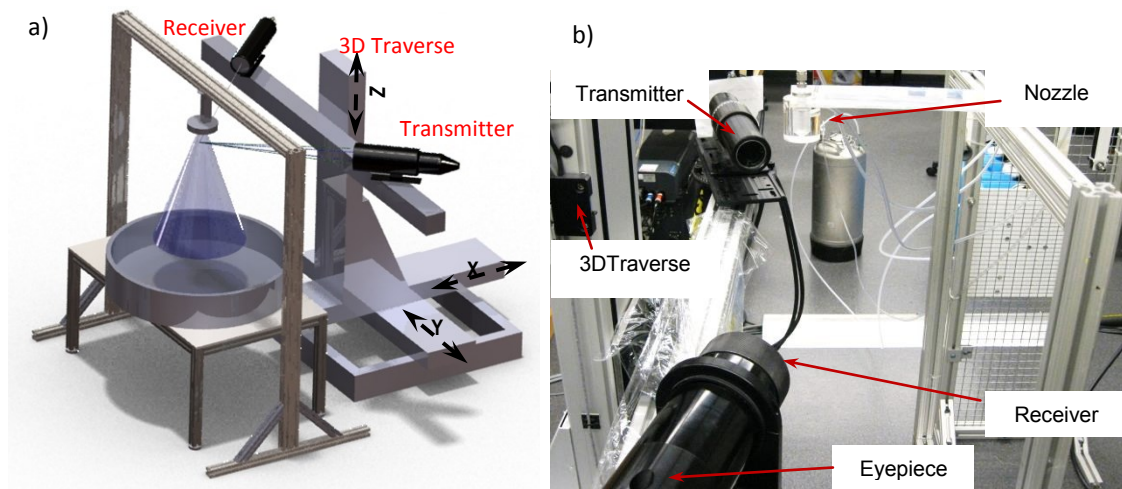 a)
Receiver
3D Traverse
Z
Transmitter
X
Y
b)
Transmitter
Nozzle
3DTraverse
Receiver
Eyepiece